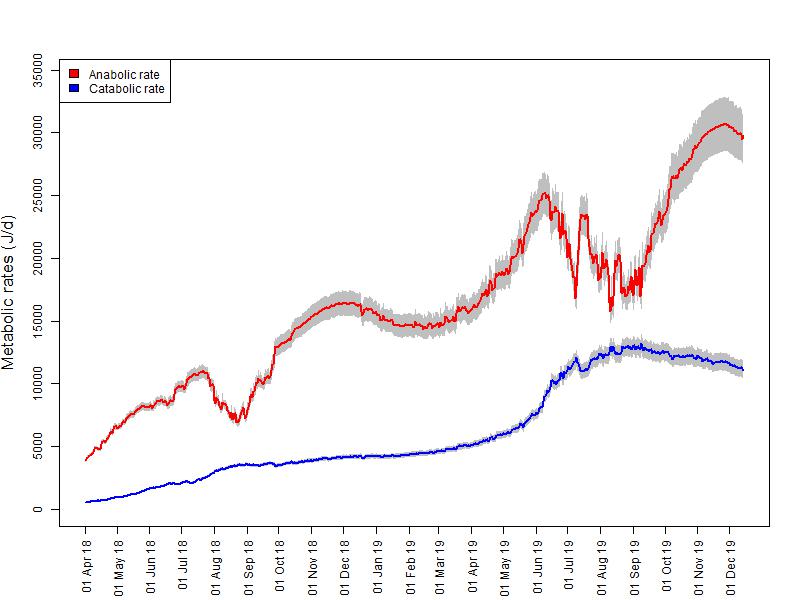 Anabolic rate
Catabolic rate
Metabolic rates (J/d)
35000
30000
25000
20000
15000
10000
5000
0
01 Apr 18
01 May 18
01 Jun 18
01 Jul 18
01 Aug 18
01 Sep 18
01 Oct 18
01 Nov 18
01 Dec 18
01 Jan 19
01 Feb 19
01 Mar 19
01 Apr 19
01 May 19
01 Jun 19
01 Jul 19
01 Aug 19
01 Sep 19
01 Oct 19
01 Nov 19
01 Dec 19